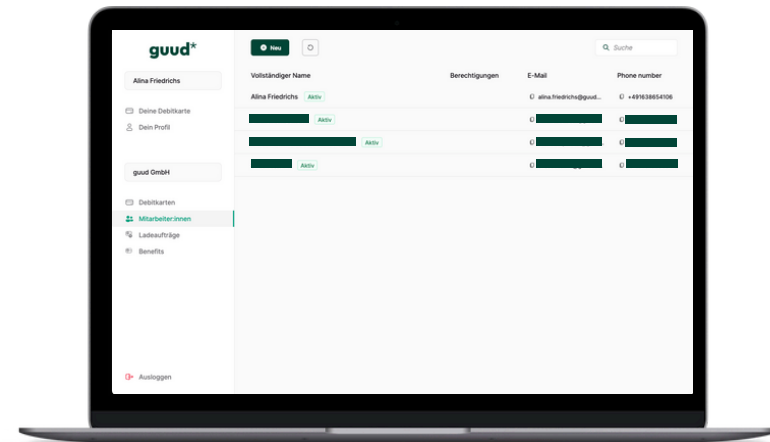 guud*
Alina Friedrichs
Deine Debitkarte
Dein Profil
guud GmbH
Debitkarten
Mitarbeiter:Innen
Ladeaufträge
Benefits
Ausloggen
Neu
Suche
Vollständiger Name Berechtigungen E-Mail Phone number
Alina Friedrichs Aktiv alina.friedrichs@guud... +491638654106
Aktiv
Aktiv
Aktiv